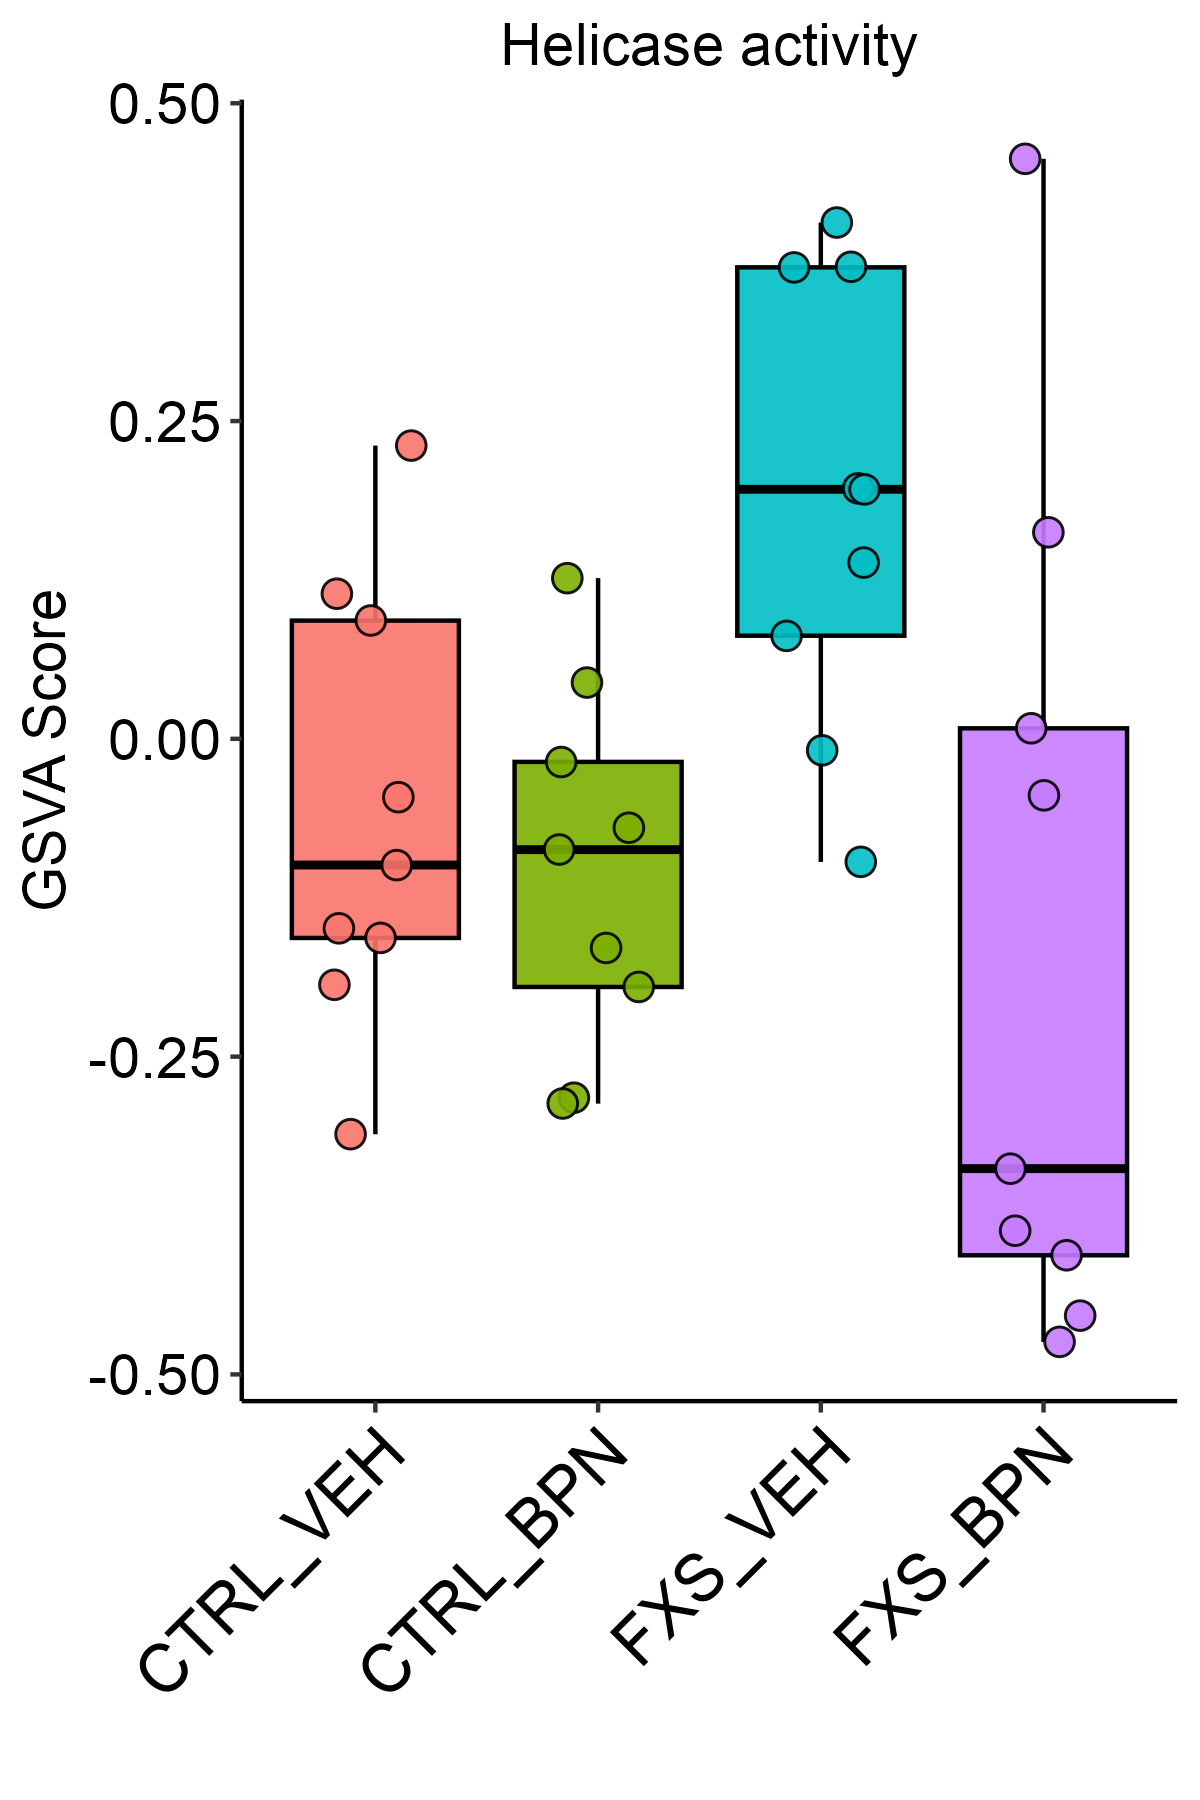 Helicase activity
GSVA Score
0.50
0.25
0.00
-0.25
-0.50
CTRL_VEH
CTRL_BPN
FXS_VEH
FXS_BPN